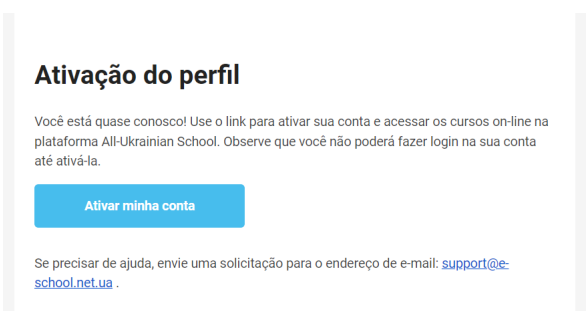 Ativação do perfil
Você está quase conosco! Use o link para ativar sua conta e acessar os cursos on-line na
plataforma All-Ukrainian School. Observe que você não poderá fazer login na sua conta
até ativá-la.
Ativar minha conta
Se precisar de ajuda, envie uma solicitação para o endereço de e-mail: support@e-
school.net.ua .